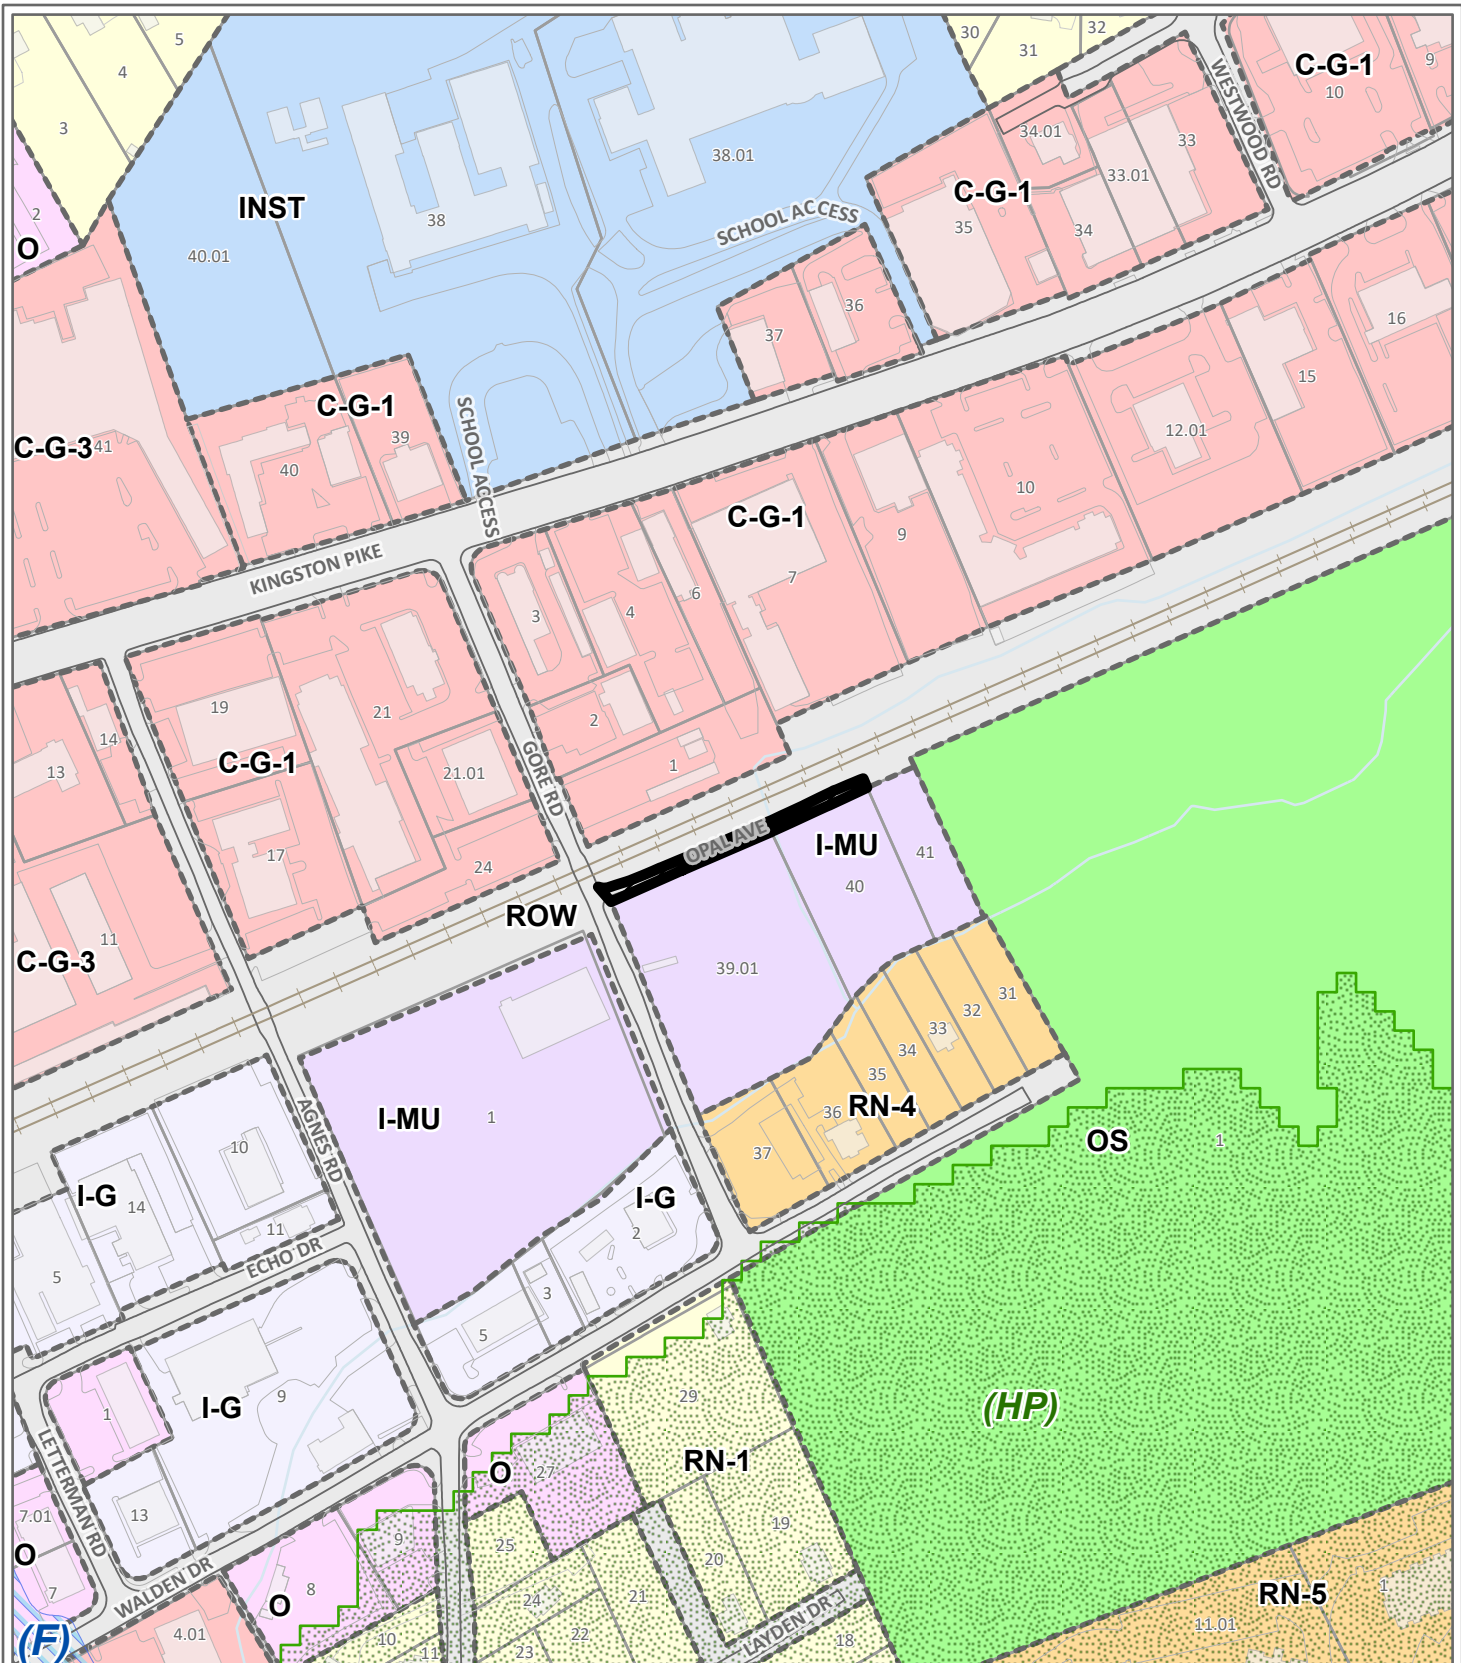 5
4
3
2
O
30
31
32
C-G-1
10
9
WESTWOOD RD
INST
38
38.01
40.01
SCHOOL ACCESS
34.01
33
33.01
C-G-1
35
34
36
37
16
15
12.01
C-G-1
39
40
C-G-3
41
SCHOOL ACCESS
KINGSTON PIKE
C-G-1
10
9
7
6
4
3
2
1
19
21
14
13
C-G-1
21.01
GORE RD
17
24
11
C-G-3
ROW
OPAL AVE
I-MU
41
40
39.01
31
32
33
34
35
36
RN-4
37
I-MU
1
AGNES RD
10
I-G
14
11
ECHO DR
5
I-G
2
3
5
OS
1
1
I-G
9
(HP)
29
RN-1
O
27
LETTERMAN RD
13
7.01
O
7
WALDEN DR
9
8
O
25
24
23
22
21
20
19
18
10
11
LAYDEN DR
4.01
(F)
RN-5
1
11.01